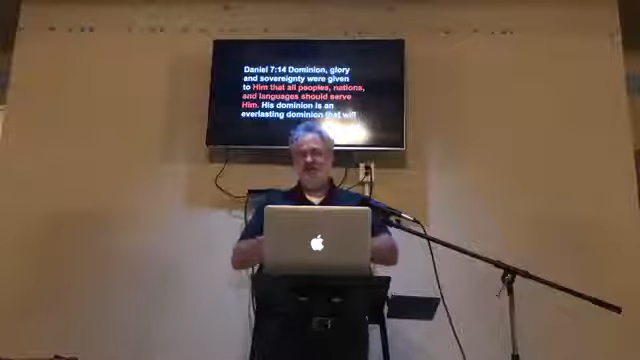 Daniel 7:14 Dominion, glory
and sovereignty were given
to Him that all peoples, nations,
and languages should serve
Him. His dominion is an
everlasting dominion that will